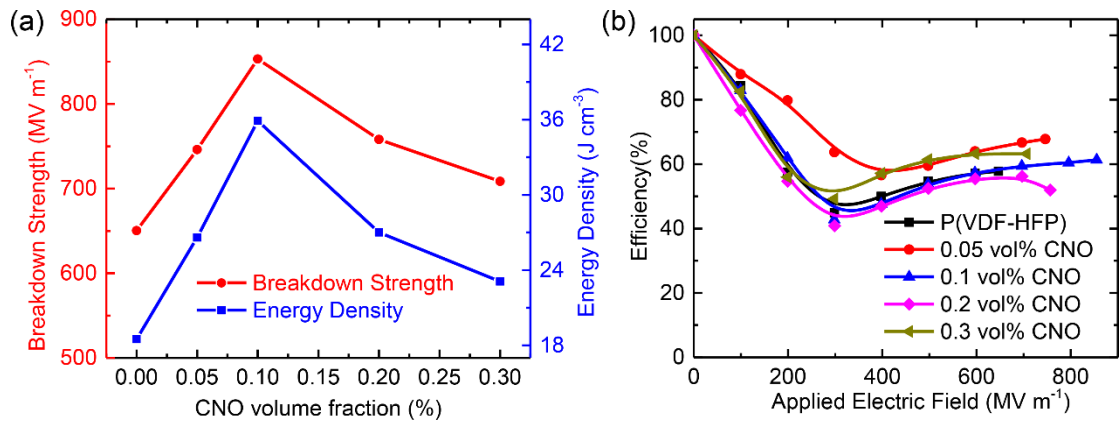 (a)
900
800
700
600
500
Breakdown Strength (MV m⁻¹)
42
36
30
24
18
Energy Density (J cm⁻³)
Breakdown Strength
Energy Density
0.00 0.05 0.10 0.15 0.20 0.25 0.30
CNO volume fraction (%)
(b)
100
80
60
40
20
0
Efficiency(%)
P(VDF-HFP)
0.05 vol% CNO
0.1 vol% CNO
0.2 vol% CNO
0.3 vol% CNO
0 200 400 600 800
Applied Electric Field (MV m⁻¹)